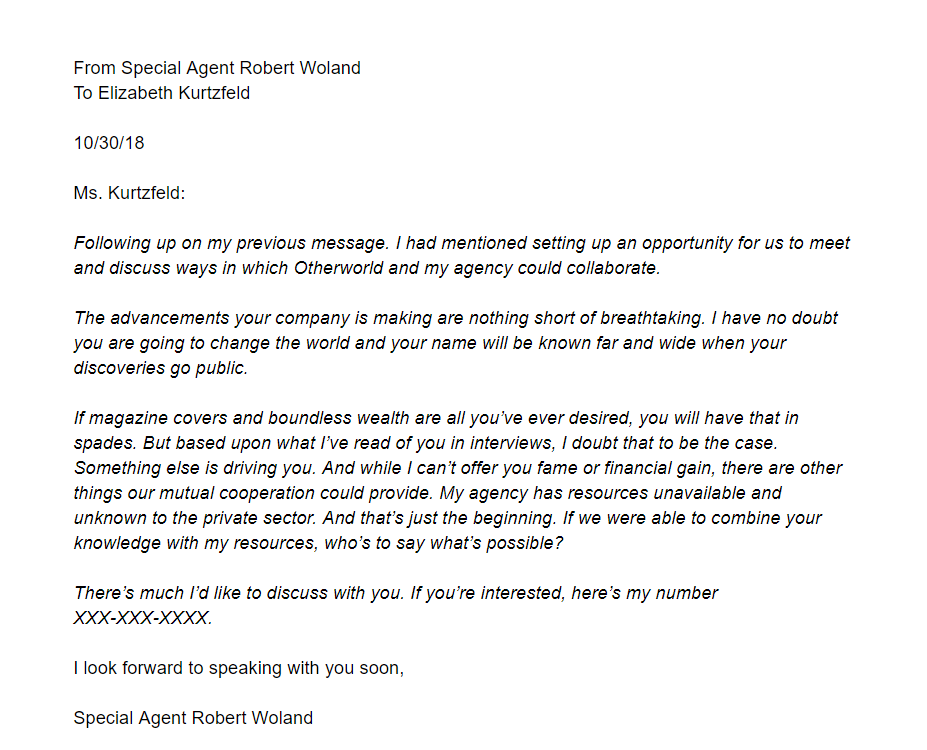 From Special Agent Robert Woland
To Elizabeth Kurtzfeld
10/30/18
Ms. Kurtzfeld:
Following up on my previous message. I had mentioned setting up an opportunity for us to meet
and discuss ways in which Otherworld and my agency could collaborate.
The advancements your company is making are nothing short of breathtaking. I have no doubt
you are going to change the world and your name will be known far and wide when your
discoveries go public.
If magazine covers and boundless wealth are all you’ve ever desired, you will have that in
spades. But based upon what I’ve read of you in interviews, I doubt that to be the case.
Something else is driving you. And while I can’t offer you fame or financial gain, there are other
things our mutual cooperation could provide. My agency has resources unavailable and
unknown to the private sector. And that’s just the beginning. If we were able to combine your
knowledge with my resources, who’s to say what’s possible?
There’s much I’d like to discuss with you. If you’re interested, here’s my number
XXX-XXX-XXXX.
I look forward to speaking with you soon,
Special Agent Robert Woland